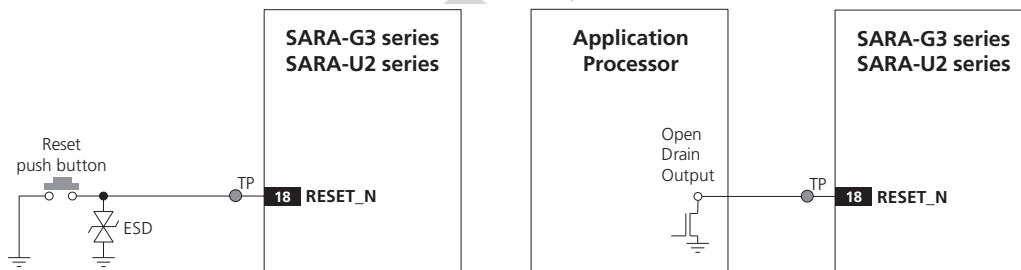 SARA-G3 series
SARA-U2 series
Reset
push button
TP
18 RESET_N
ESD
Application
Processor
Open
Drain
Output
SARA-G3 series
SARA-U2 series
TP
18 RESET_N